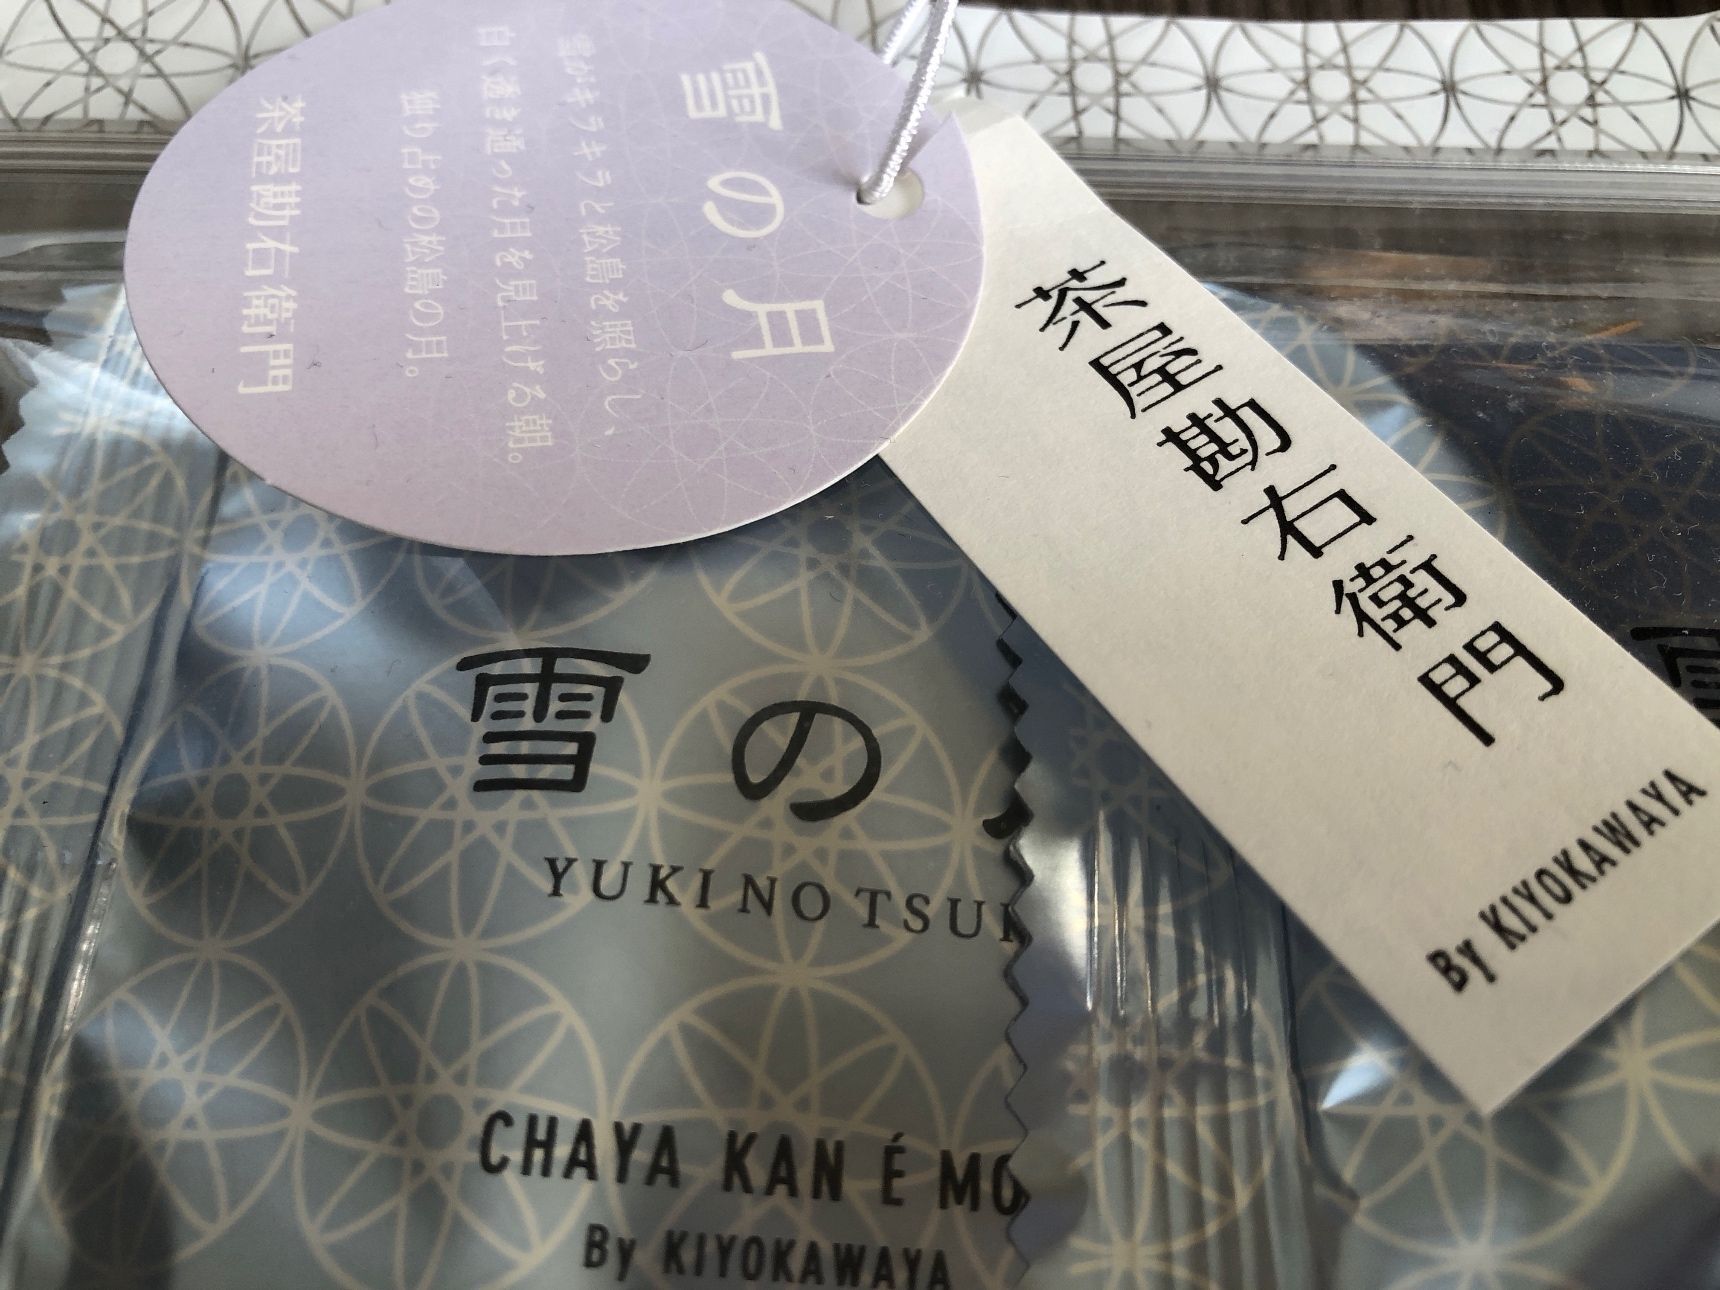 雪の月
雪がキラキラと松島を照らし、
白く透き通った月を見上げる朝。
独り占めの松島の月。
茶屋勘右衛門
茶屋勘右衛門
By KIYOKAWAYA
雪の
YUKI NO TSUK
CHAYA KAN É MO
By KIYOKAWAYA
雪